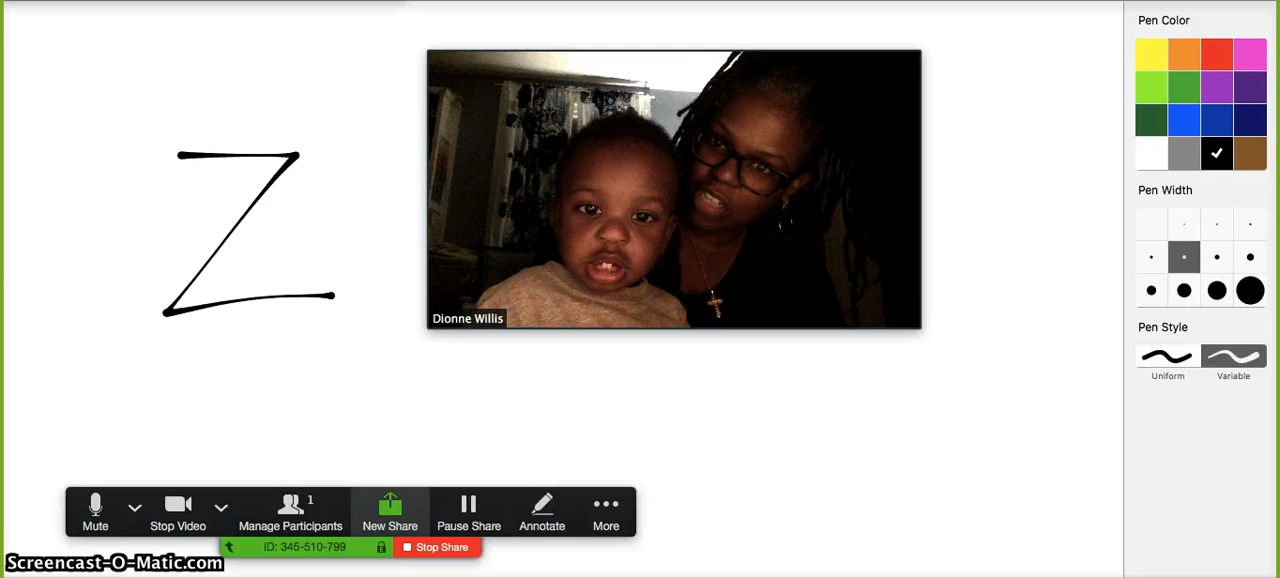 Pen Color
Z
Dionne Willis
Pen Width
Pen Style
Uniform
Variable
1
Mute
Stop Video
Manage Participants
New Share
Pause Share
Annotate
More
ID: 345-510-799
Stop Share
Screencast-O-Matic.com